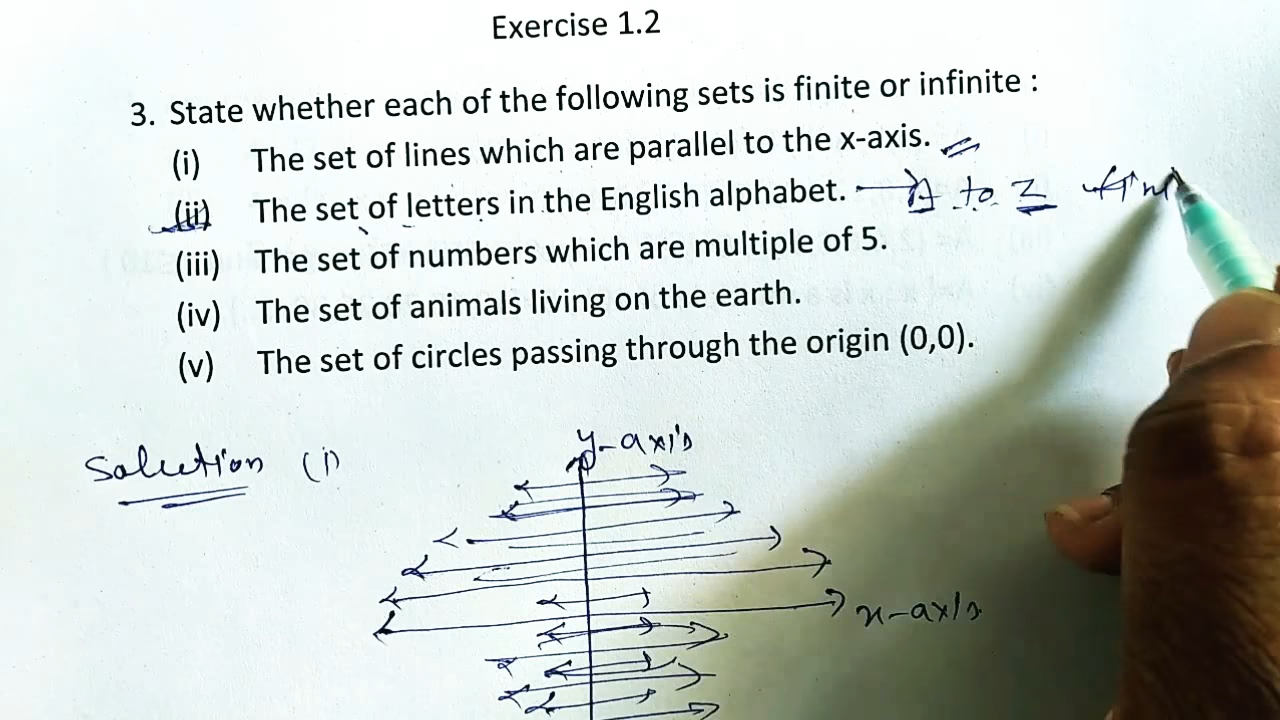 Exercise 1.2
3. State whether each of the following sets is finite or infinite :
(i) The set of lines which are parallel to the x-axis.
(ii) The set of letters in the English alphabet. → A to Z
(iii) The set of numbers which are multiple of 5.
(iv) The set of animals living on the earth.
(v) The set of circles passing through the origin (0,0).
Solution (i)
y-axis
x-axis